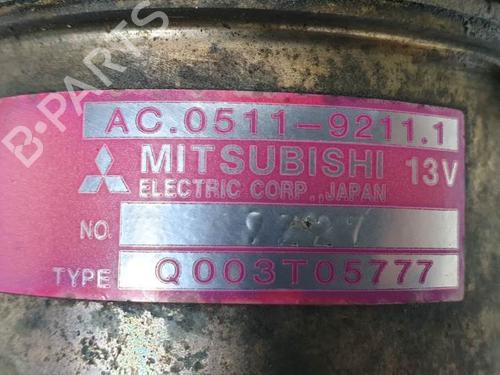 B-PARTS
AC.0511-9211.1
MITSUBISHI 13V
ELECTRIC CORP., JAPAN
NO.
TYPE Q003T05777